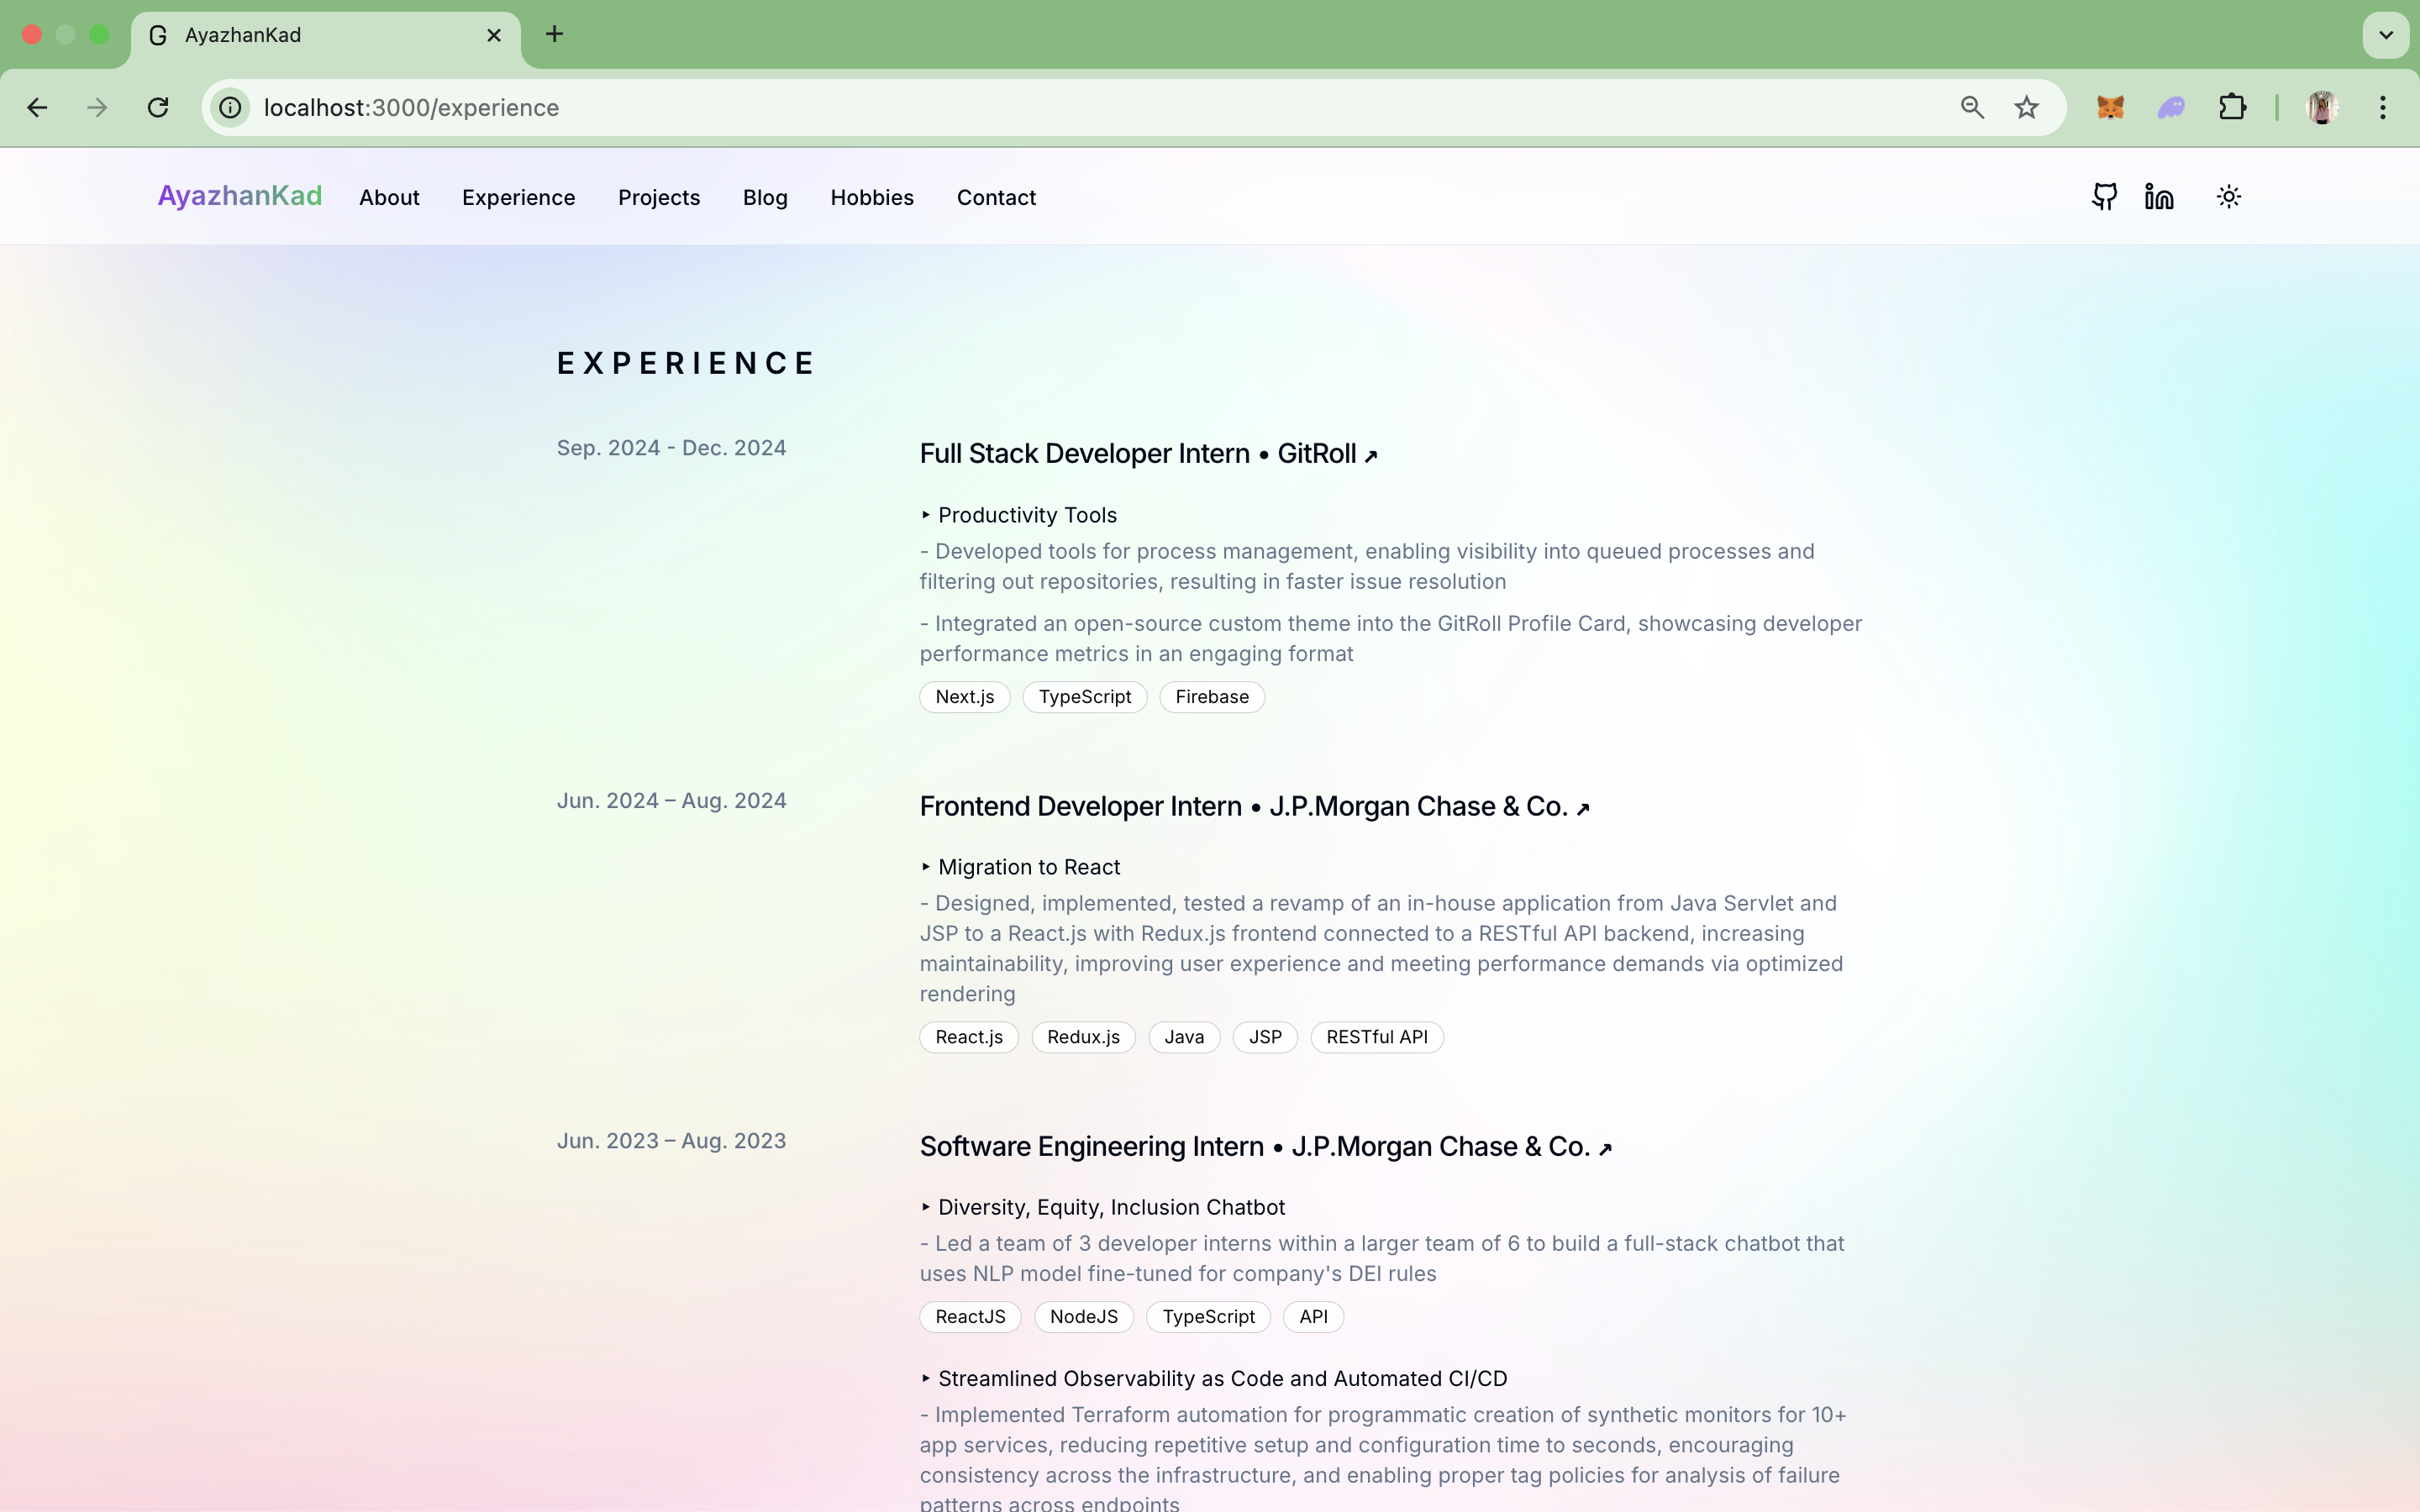 AyazhanKad
localhost:3000/experience
AyazhanKad About Experience Projects Blog Hobbies Contact
EXPERIENCE
Sep. 2024 - Dec. 2024
Full Stack Developer Intern • GitRoll ↗
‣ Productivity Tools
- Developed tools for process management, enabling visibility into queued processes and
filtering out repositories, resulting in faster issue resolution
- Integrated an open-source custom theme into the GitRoll Profile Card, showcasing developer
performance metrics in an engaging format
Next.js TypeScript Firebase
Jun. 2024 – Aug. 2024
Frontend Developer Intern • J.P.Morgan Chase & Co. ↗
‣ Migration to React
- Designed, implemented, tested a revamp of an in-house application from Java Servlet and
JSP to a React.js with Redux.js frontend connected to a RESTful API backend, increasing
maintainability, improving user experience and meeting performance demands via optimized
rendering
React.js Redux.js Java JSP RESTful API
Jun. 2023 – Aug. 2023
Software Engineering Intern • J.P.Morgan Chase & Co. ↗
‣ Diversity, Equity, Inclusion Chatbot
- Led a team of 3 developer interns within a larger team of 6 to build a full-stack chatbot that
uses NLP model fine-tuned for company's DEI rules
ReactJS NodeJS TypeScript API
‣ Streamlined Observability as Code and Automated CI/CD
- Implemented Terraform automation for programmatic creation of synthetic monitors for 10+
app services, reducing repetitive setup and configuration time to seconds, encouraging
consistency across the infrastructure, and enabling proper tag policies for analysis of failure
patterns across endpoints